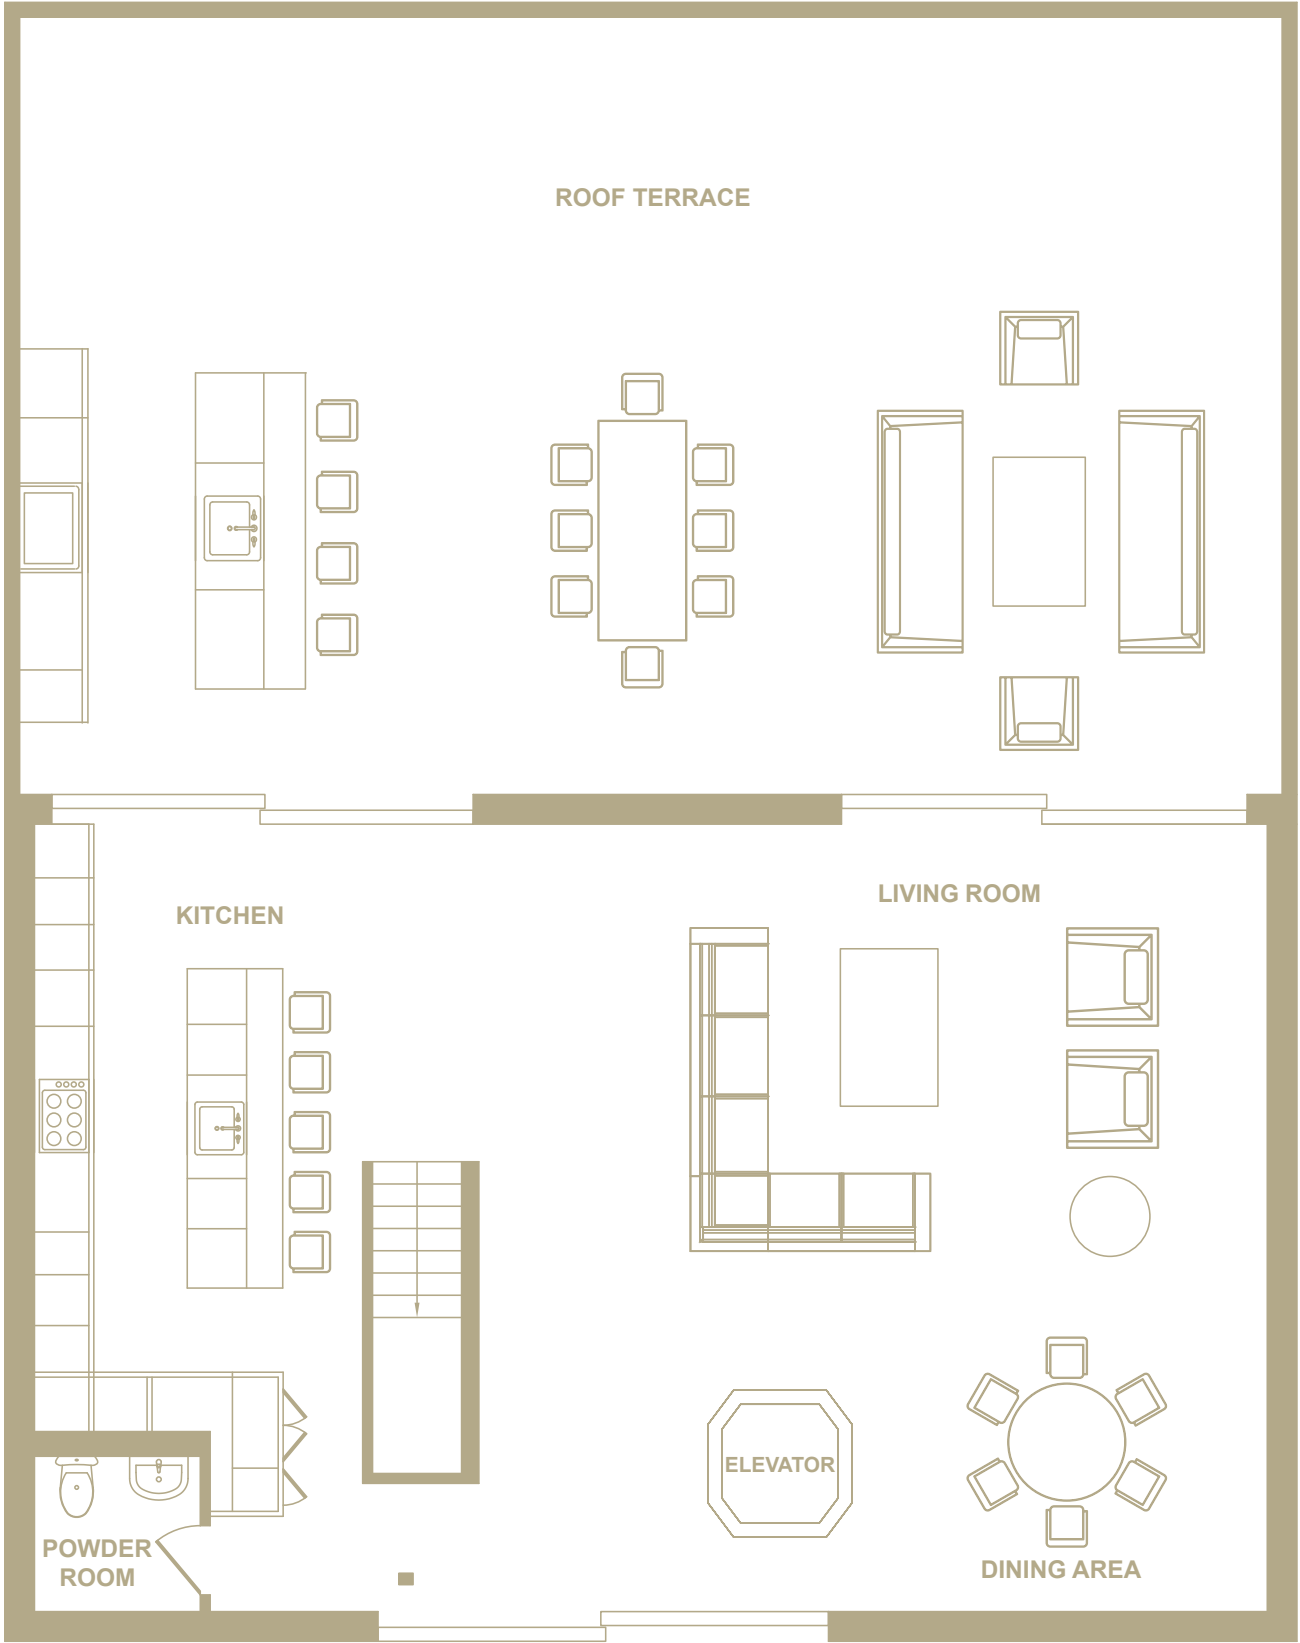 ROOF TERRACE
LIVING ROOM
KITCHEN
ELEVATOR
POWDER
ROOM
DINING AREA